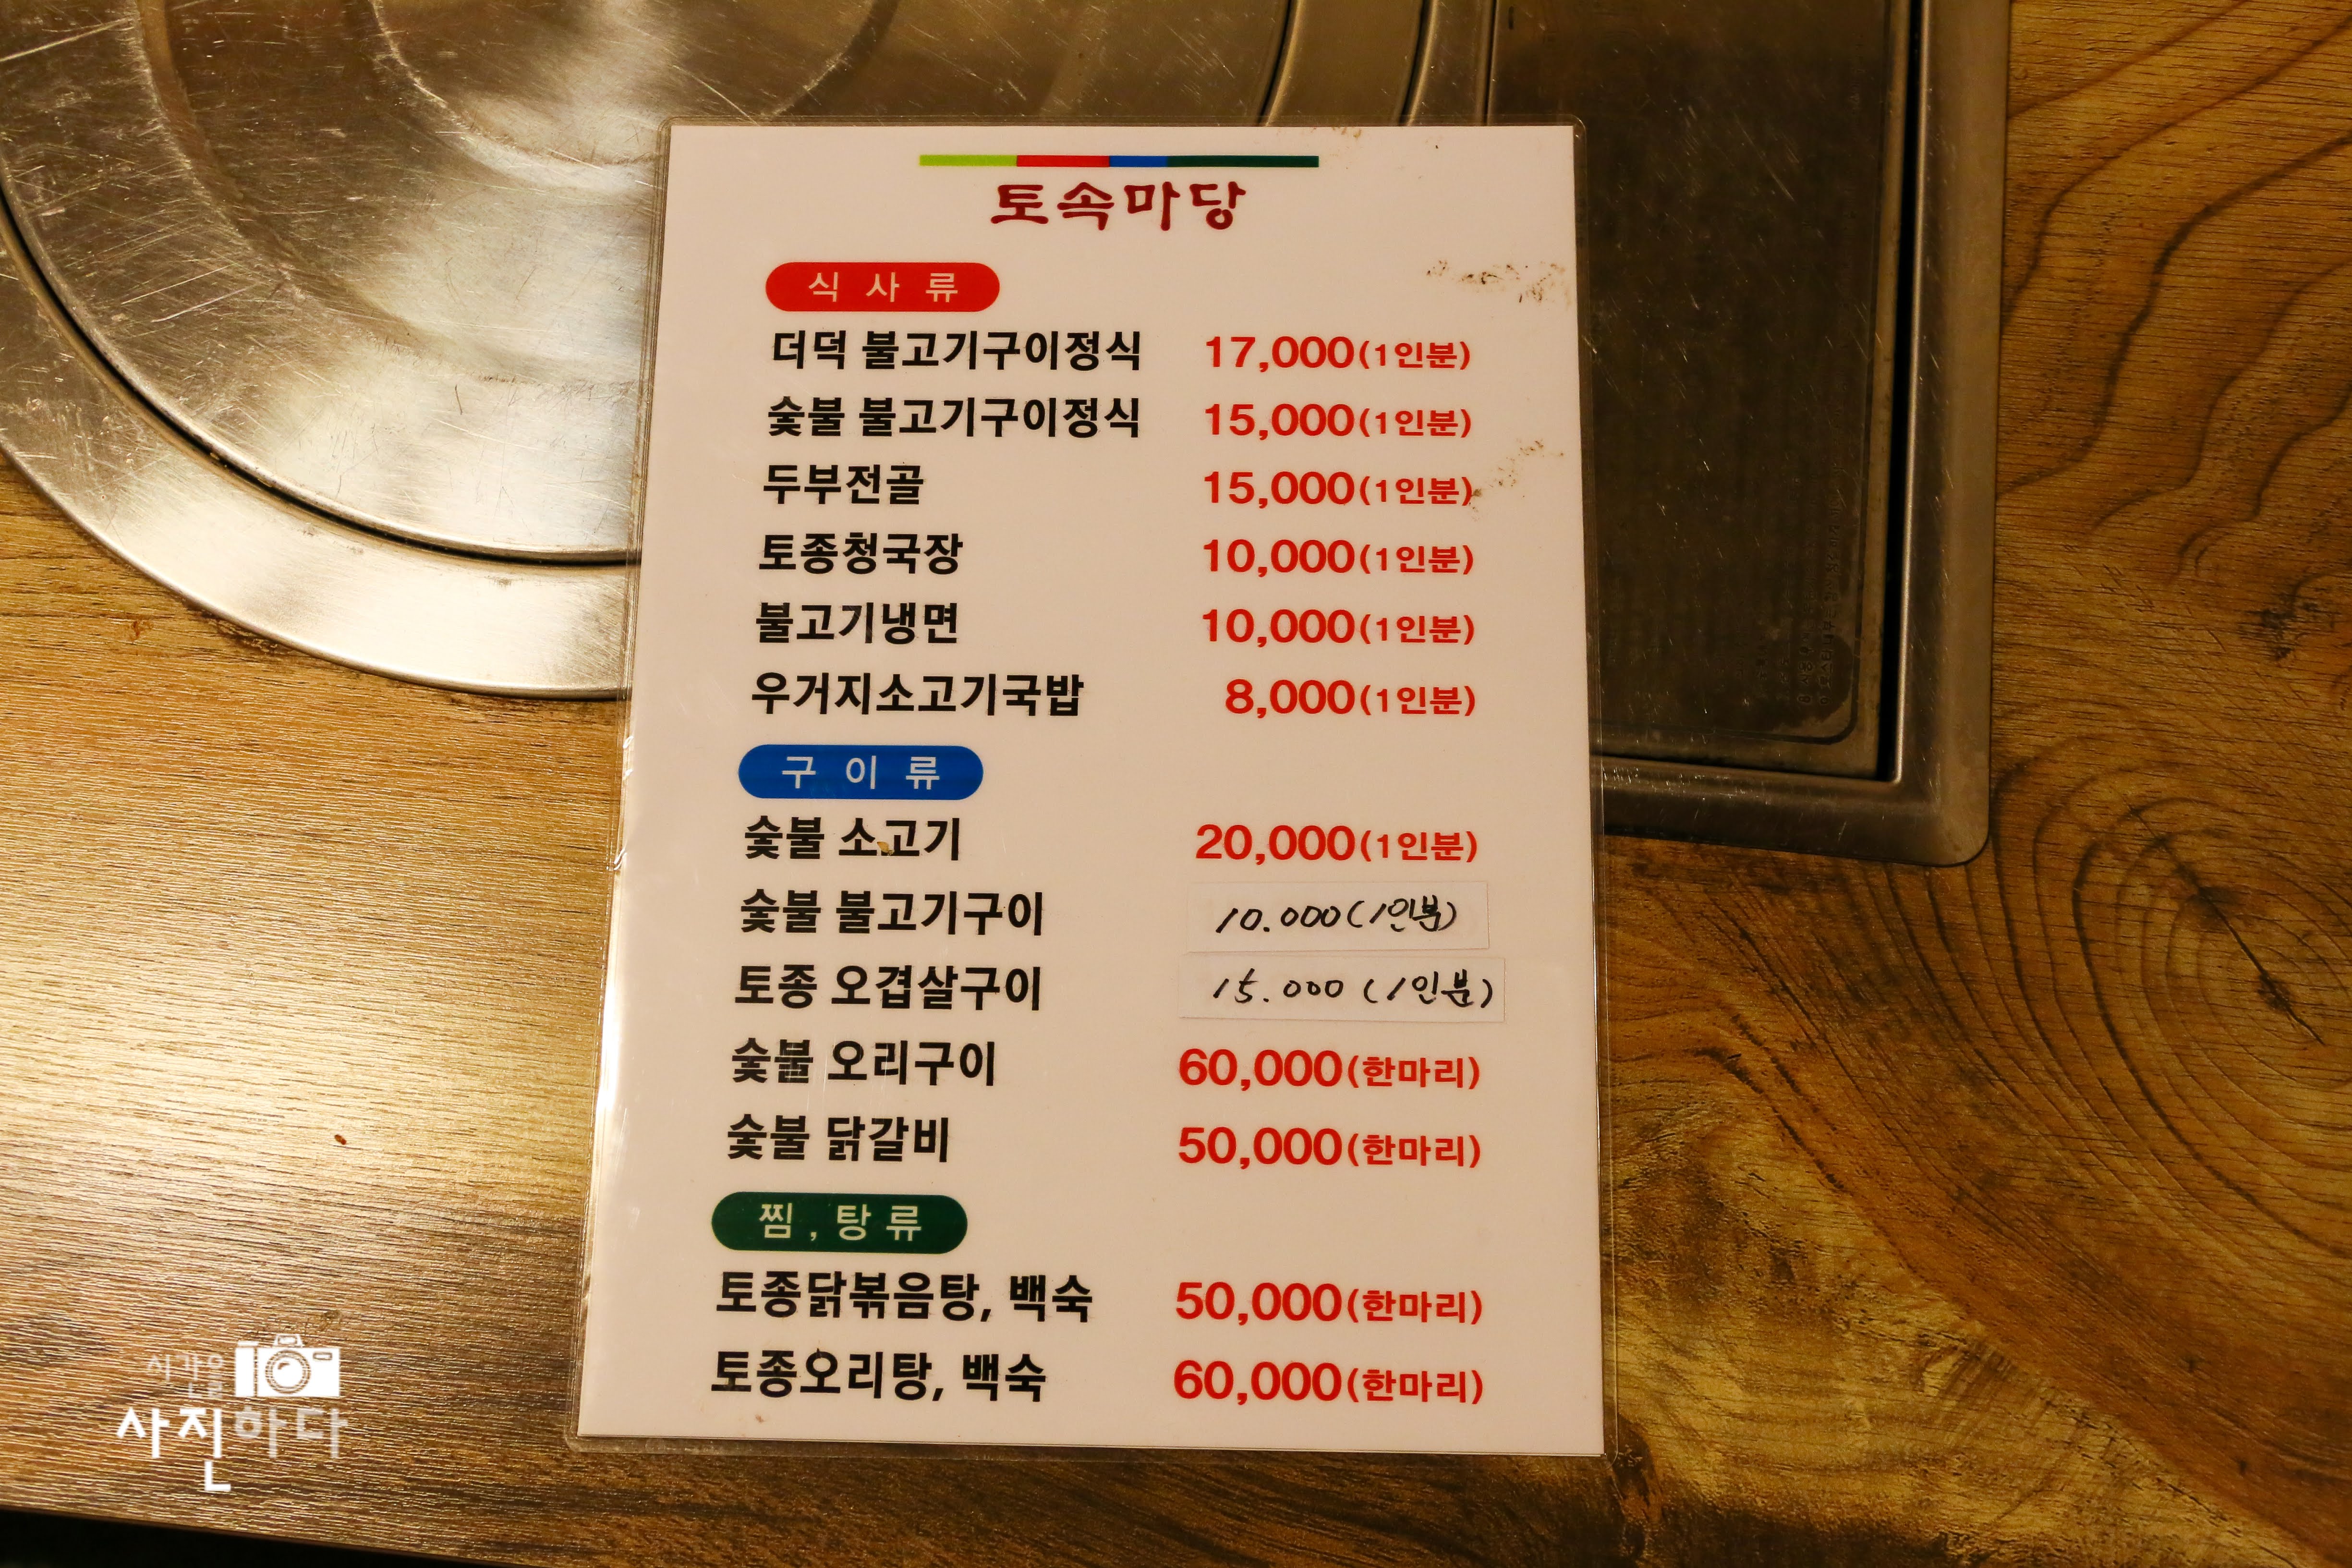 토속마당
식사류
더덕 불고기구이정식 17,000(1인분)
숯불 불고기구이정식 15,000(1인분)
두부전골 15,000(1인분)
토종청국장 10,000(1인분)
불고기냉면 10,000(1인분)
우거지소고기국밥 8,000(1인분)
구이류
숯불 소고기 20,000(1인분)
숯불 불고기구이 10.000(1인분)
토종 오겹살구이 15.000(1인분)
숯불 오리구이 60,000(한마리)
숯불 닭갈비 50,000(한마리)
찜,탕류
토종닭볶음탕, 백숙 50,000(한마리)
토종오리탕, 백숙 60,000(한마리)
시간을
사진하다